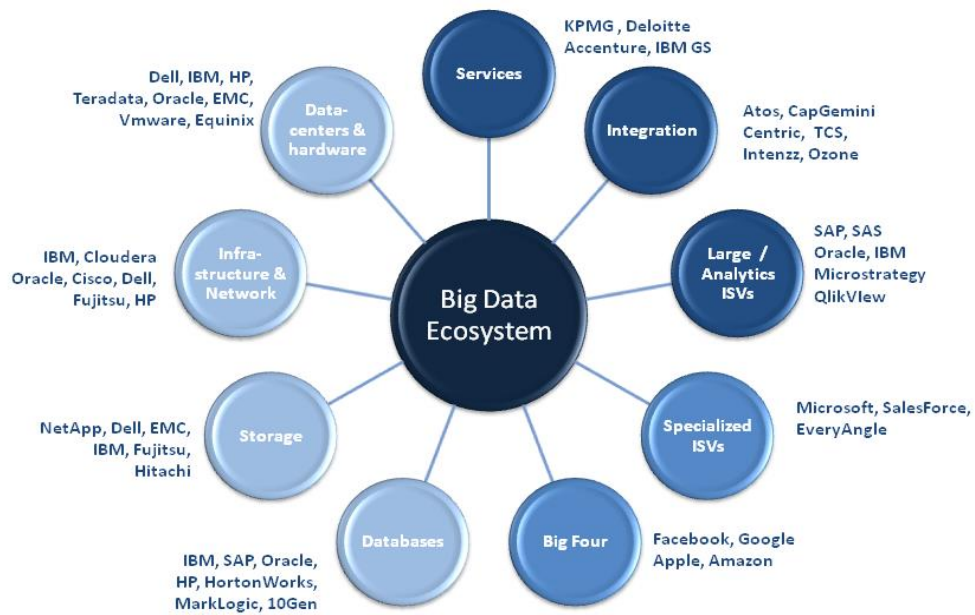 Big Data
Ecosystem
Services
KPMG , Deloitte
Accenture, IBM GS
Integration
Atos, CapGemini
Centric,  TCS,
Intenzz, Ozone
Large  /
Analytics
ISVs
SAP, SAS
Oracle, IBM
Microstrategy
QlikVIew
Specialized
ISVs
Microsoft, SalesForce,
EveryAngle
Big Four
Facebook, Google
Apple, Amazon
Databases
IBM, SAP, Oracle,
HP, HortonWorks,
MarkLogic, 10Gen
Storage
NetApp, Dell, EMC,
IBM, Fujitsu,
Hitachi
Infra-
structure &
Network
IBM, Cloudera
Oracle, Cisco, Dell,
Fujitsu, HP
Data-
centers &
hardware
Dell, IBM, HP,
Teradata, Oracle, EMC,
Vmware, Equinix